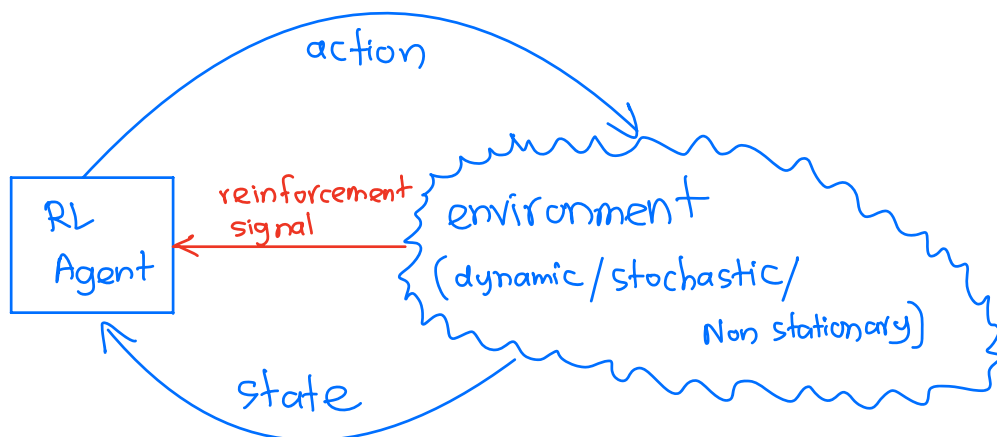 action
RL
Agent
reinforcement
signal
environment
(dynamic/stochastic/
Non stationary)
state